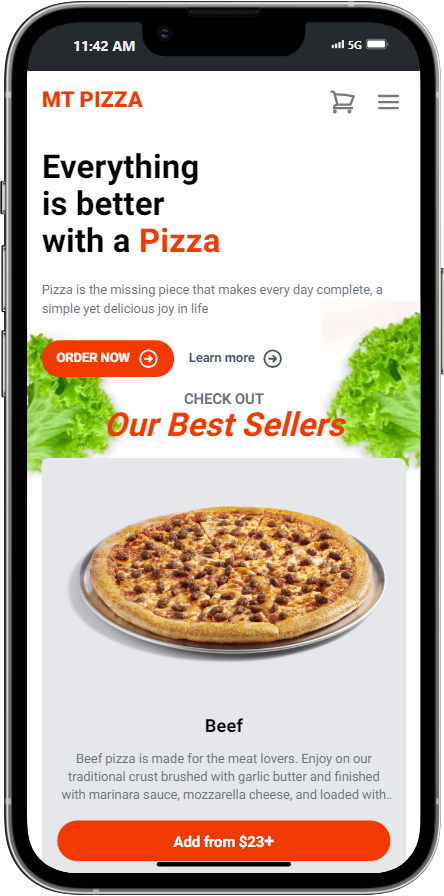 11:42 AM
5G
MT PIZZA
Everything
is better
with a Pizza
Pizza is the missing piece that makes every day complete, a
simple yet delicious joy in life
ORDER NOW
Learn more
CHECK OUT
Our Best Sellers
Beef
Beef pizza is made for the meat lovers. Enjoy on our
traditional crust brushed with garlic butter and finished
with marinara sauce, mozzarella cheese, and loaded with..
Add from $23+